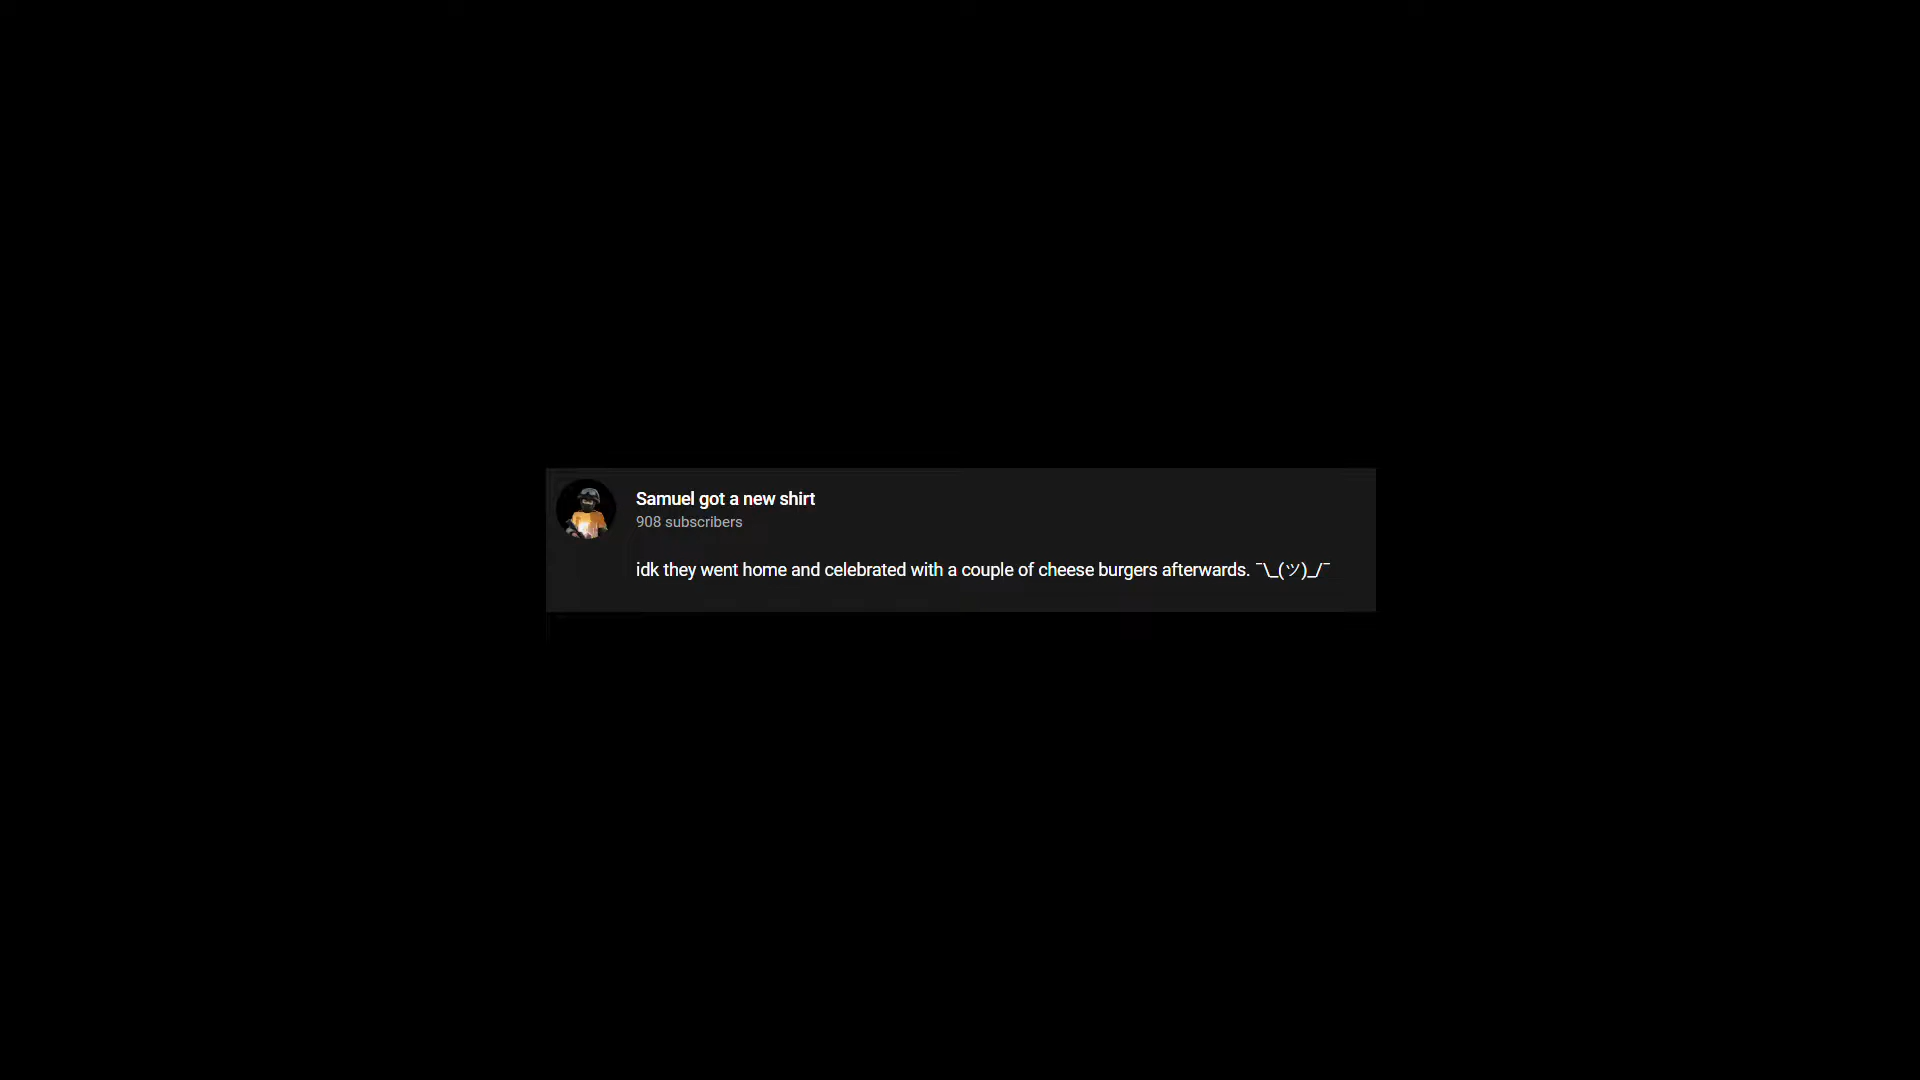 Samuel got a new shirt
908 subscribers
idk they went home and celebrated with a couple of cheese burgers afterwards. ¯\_(ツ)_/¯